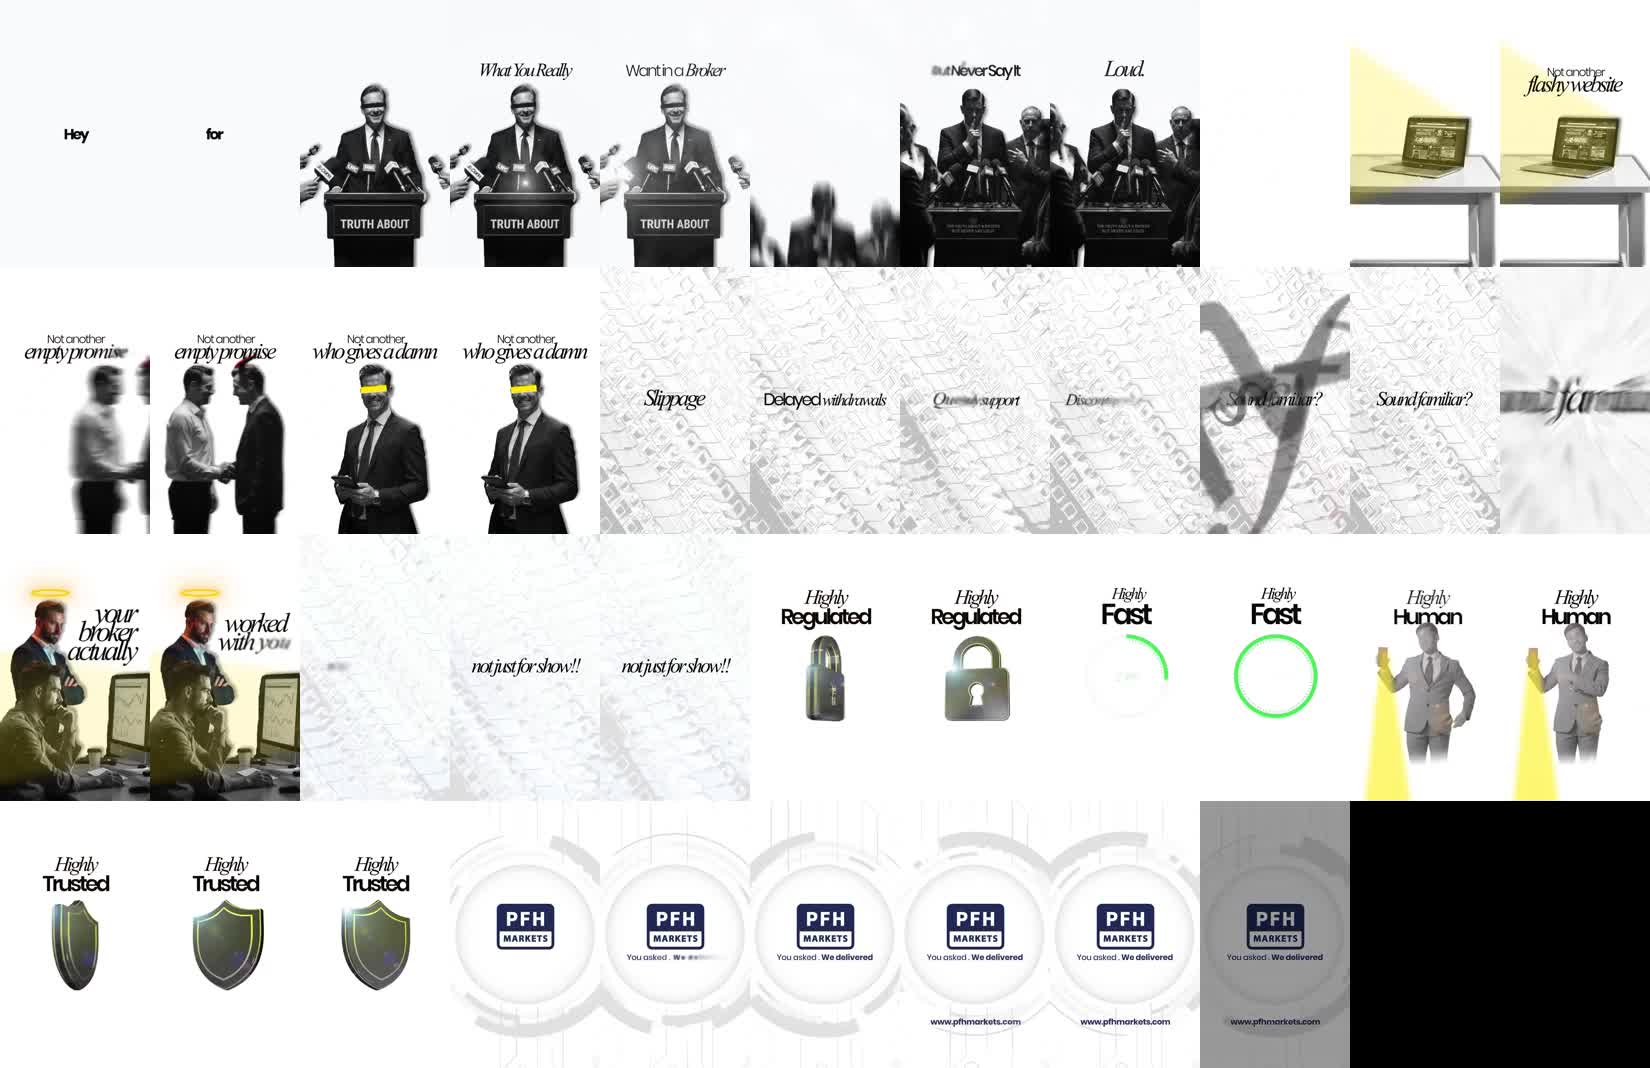 Hey
for
TRUTH ABOUT
What You Really
TRUTH ABOUT
Want in a Broker
TRUTH ABOUT
But Never Say It
Loud.
Not another
flashy website
Not another
empty promise
Not another
empty promise
Not another
who gives a damn
Not another
who gives a damn
Slippage
Delayed withdrawals
support
Sound familiar?
Sound familiar?
your
broker
actually
worked
with you
not just for show!!
not just for show!!
Highly
Regulated
Highly
Regulated
Highly
Fast
Highly
Fast
Highly
Human
Highly
Human
Highly
Trusted
Highly
Trusted
Highly
Trusted
PFH
MARKETS
PFH
MARKETS
You asked .
PFH
MARKETS
You asked . We delivered
PFH
MARKETS
You asked . We delivered
www.pfhmarkets.com
PFH
MARKETS
You asked . We delivered
www.pfhmarkets.com
PFH
MARKETS
You asked . We delivered
www.pfhmarkets.com